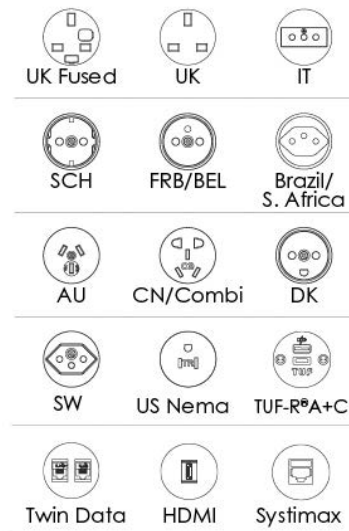 UK Fused UK IT
SCH FRB/BEL Brazil/
S. Africa
AU CN/Combi DK
TUF
SW US Nema TUF-R®A+C
Twin Data HDMI Systimax